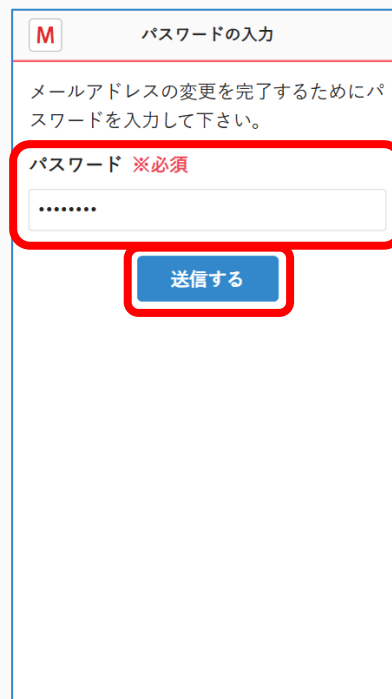 M
パスワードの入力
メールアドレスの変更を完了するためにパ
スワードを入力して下さい。
パスワード ※必須
••••••••
送信する